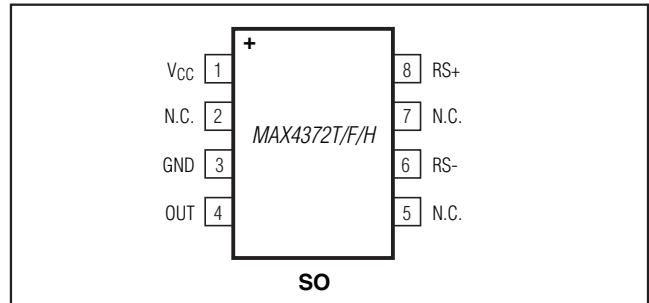 +
VCC 1 8 RS+
N.C. 2 7 N.C.
MAX4372T/F/H
GND 3 6 RS-
OUT 4 5 N.C.
SO